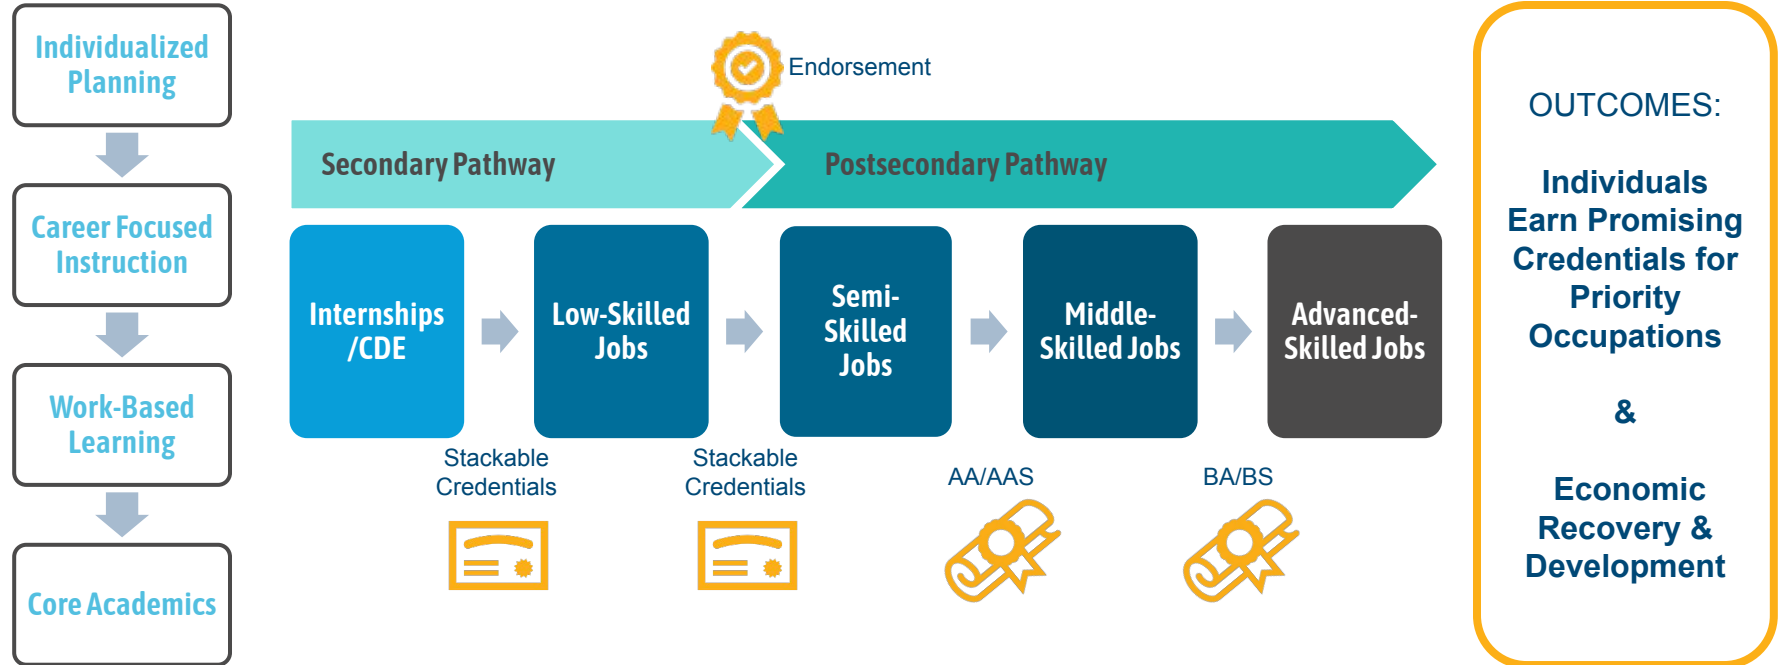 Individualized
Planning
Career Focused
Instruction
Work-Based
Learning
Core Academics
Endorsement
Secondary Pathway
Postsecondary Pathway
Internships
/CDE
Low-Skilled
Jobs
Semi-
Skilled
Jobs
Middle-
Skilled Jobs
Advanced-
Skilled Jobs
Stackable
Credentials
Stackable
Credentials
AA/AAS
BA/BS
OUTCOMES:
Individuals
Earn Promising
Credentials for
Priority
Occupations
&
Economic
Recovery &
Development